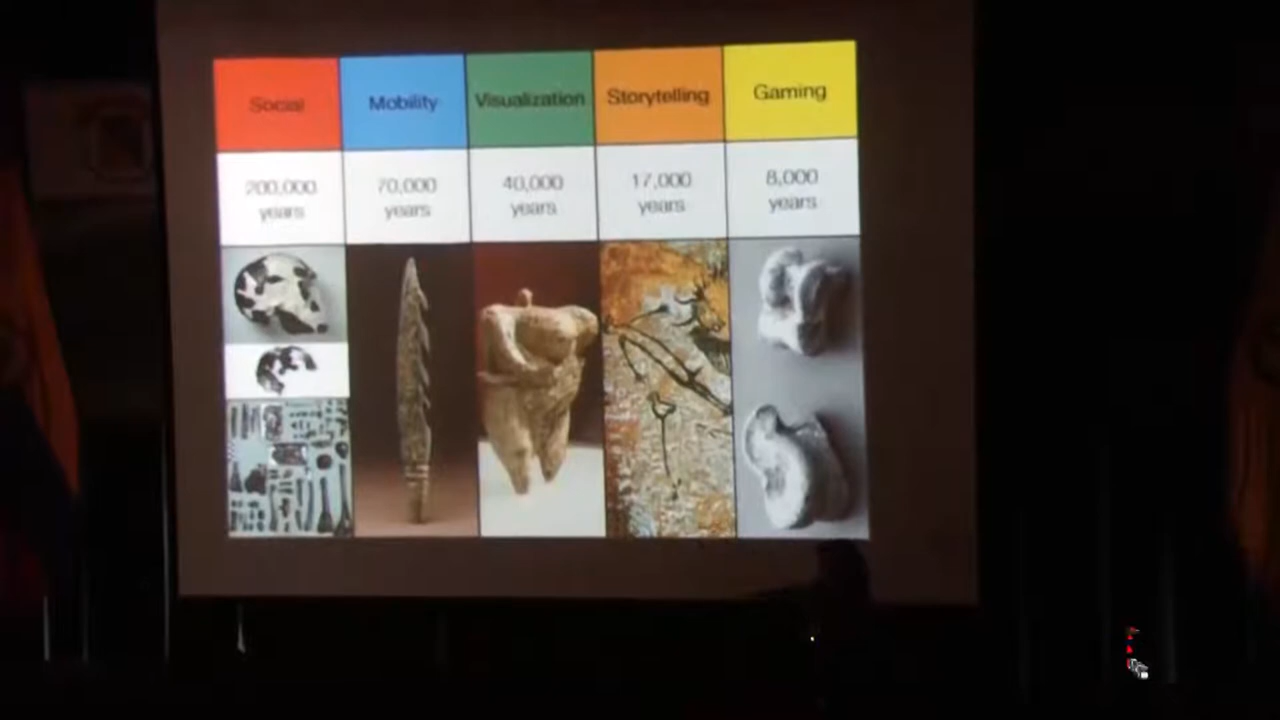 Social
Mobility
Visualization
Storytelling
Gaming
200,000
years
70,000
years
40,000
years
17,000
years
8,000
years